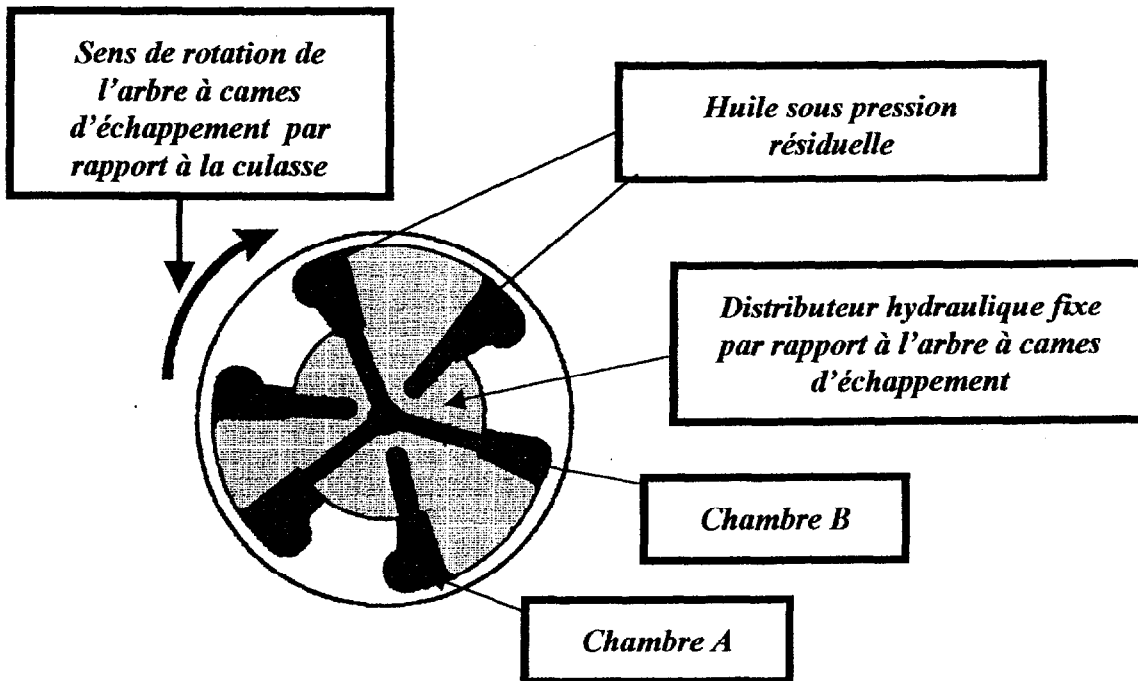 Sens de rotation de
l'arbre à cames
d'échappement par
rapport à la culasse
Huile sous pression
résiduelle
Distributeur hydraulique fixe
par rapport à l'arbre à cames
d'échappement
Chambre B
Chambre A